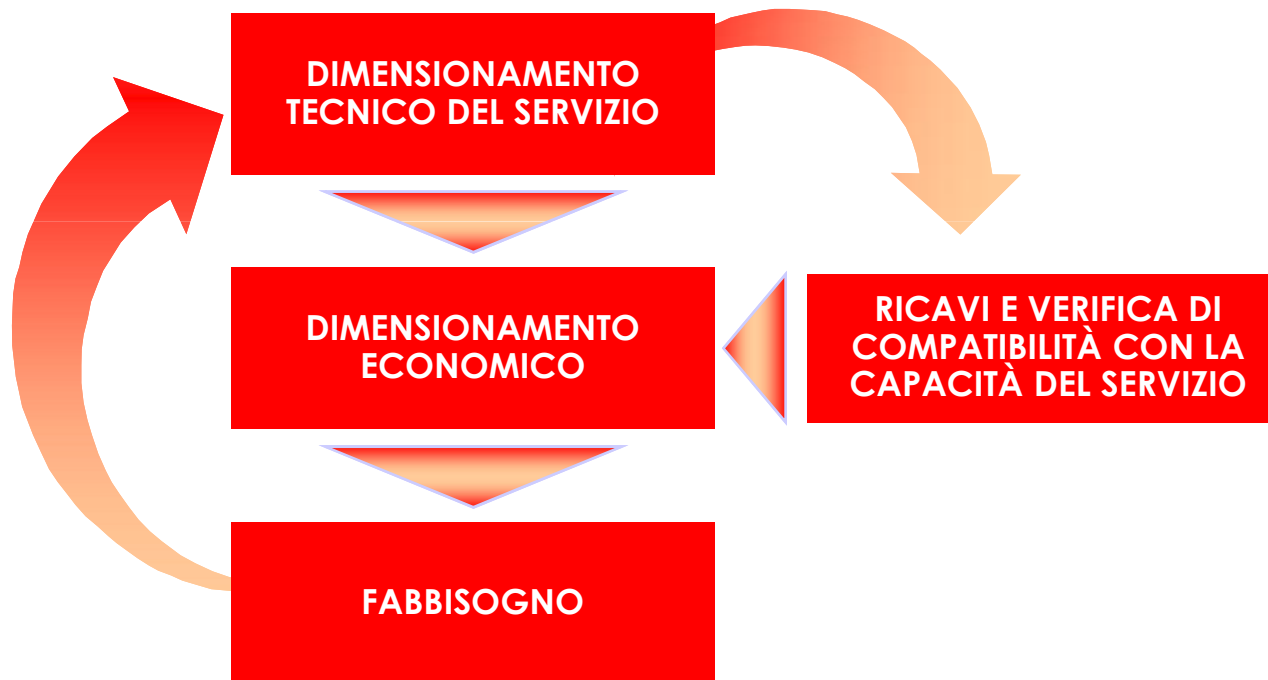 DIMENSIONAMENTO
TECNICO DEL SERVIZIO
DIMENSIONAMENTO
ECONOMICO
RICAVI E VERIFICA DI
COMPATIBILITÀ CON LA
CAPACITÀ DEL SERVIZIO
FABBISOGNO